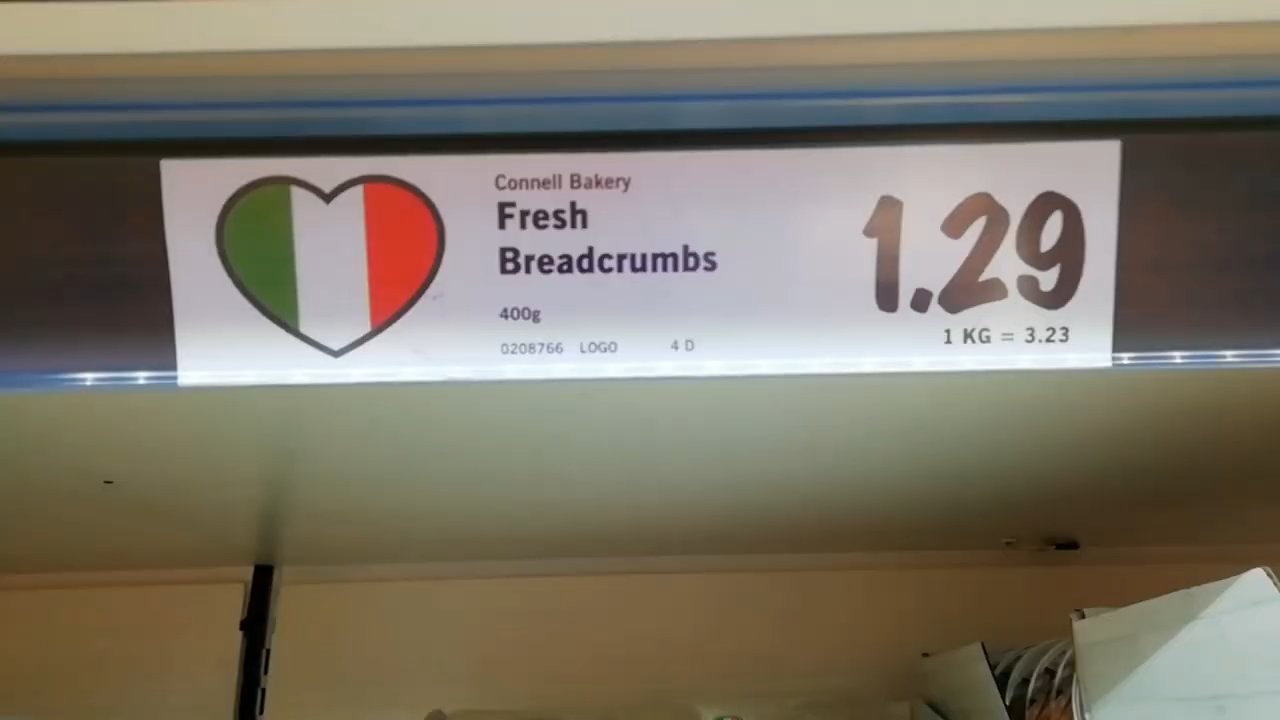 Connell Bakery
Fresh
Breadcrumbs
400g
0208766 LOGO 4 D
1.29
1 KG = 3.23